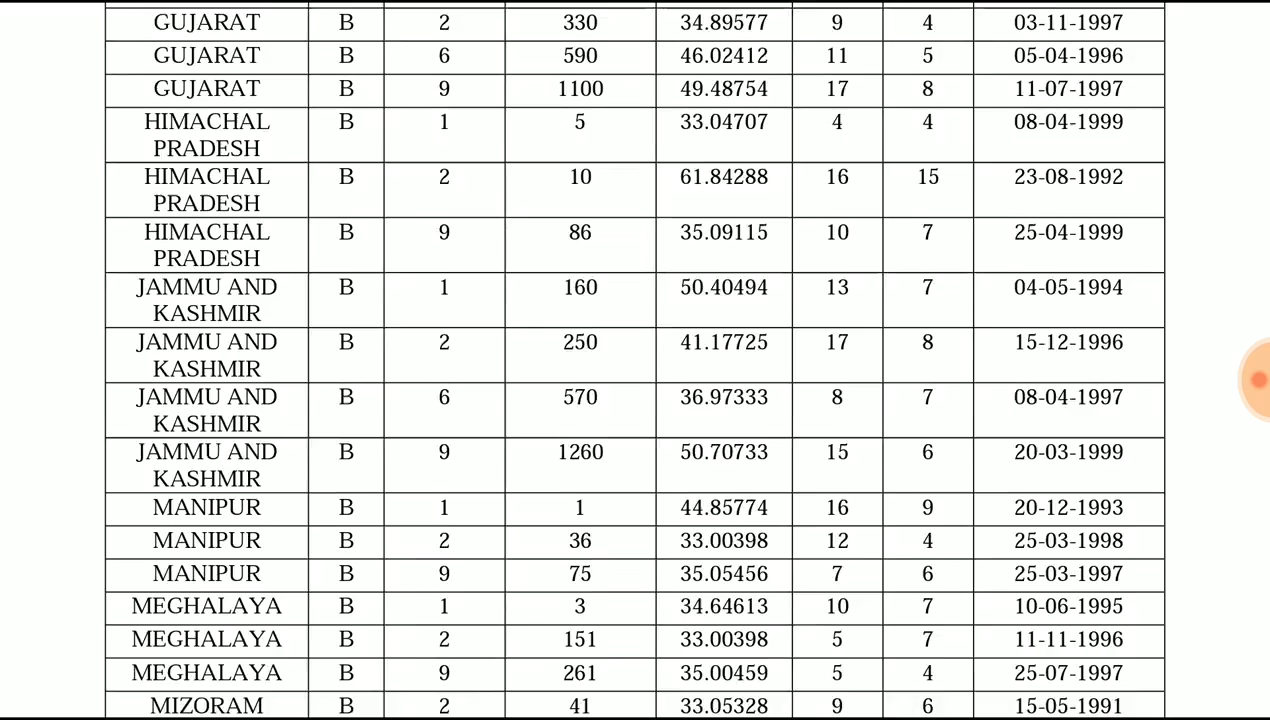 GUJARAT B 2 330 34.89577 9 4 03-11-1997
GUJARAT B 6 590 46.02412 11 5 05-04-1996
GUJARAT B 9 1100 49.48754 17 8 11-07-1997
HIMACHAL B 1 5 33.04707 4 4 08-04-1999
PRADESH
HIMACHAL B 2 10 61.84288 16 15 23-08-1992
PRADESH
HIMACHAL B 9 86 35.09115 10 7 25-04-1999
PRADESH
JAMMU AND B 1 160 50.40494 13 7 04-05-1994
KASHMIR
JAMMU AND B 2 250 41.17725 17 8 15-12-1996
KASHMIR
JAMMU AND B 6 570 36.97333 8 7 08-04-1997
KASHMIR
JAMMU AND B 9 1260 50.70733 15 6 20-03-1999
KASHMIR
MANIPUR B 1 1 44.85774 16 9 20-12-1993
MANIPUR B 2 36 33.00398 12 4 25-03-1998
MANIPUR B 9 75 35.05456 7 6 25-03-1997
MEGHALAYA B 1 3 34.64613 10 7 10-06-1995
MEGHALAYA B 2 151 33.00398 5 7 11-11-1996
MEGHALAYA B 9 261 35.00459 5 4 25-07-1997
MIZORAM B 2 41 33.05328 9 6 15-05-1991